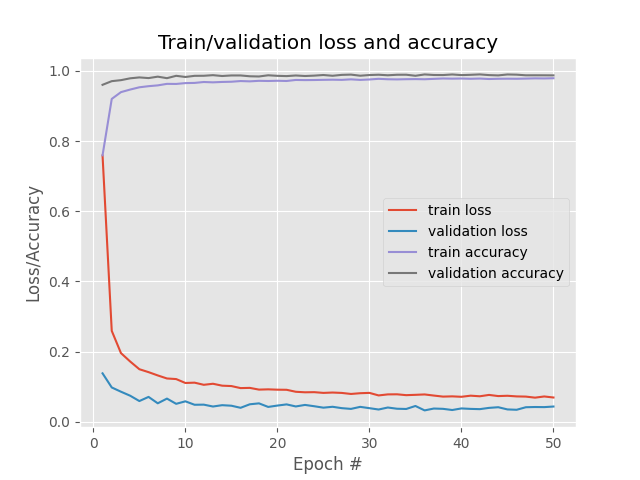 Train/validation loss and accuracy
1.0
0.8
0.6
0.4
0.2
0.0
Loss/Accuracy
train loss
validation loss
train accuracy
validation accuracy
0 10 20 30 40 50
Epoch #